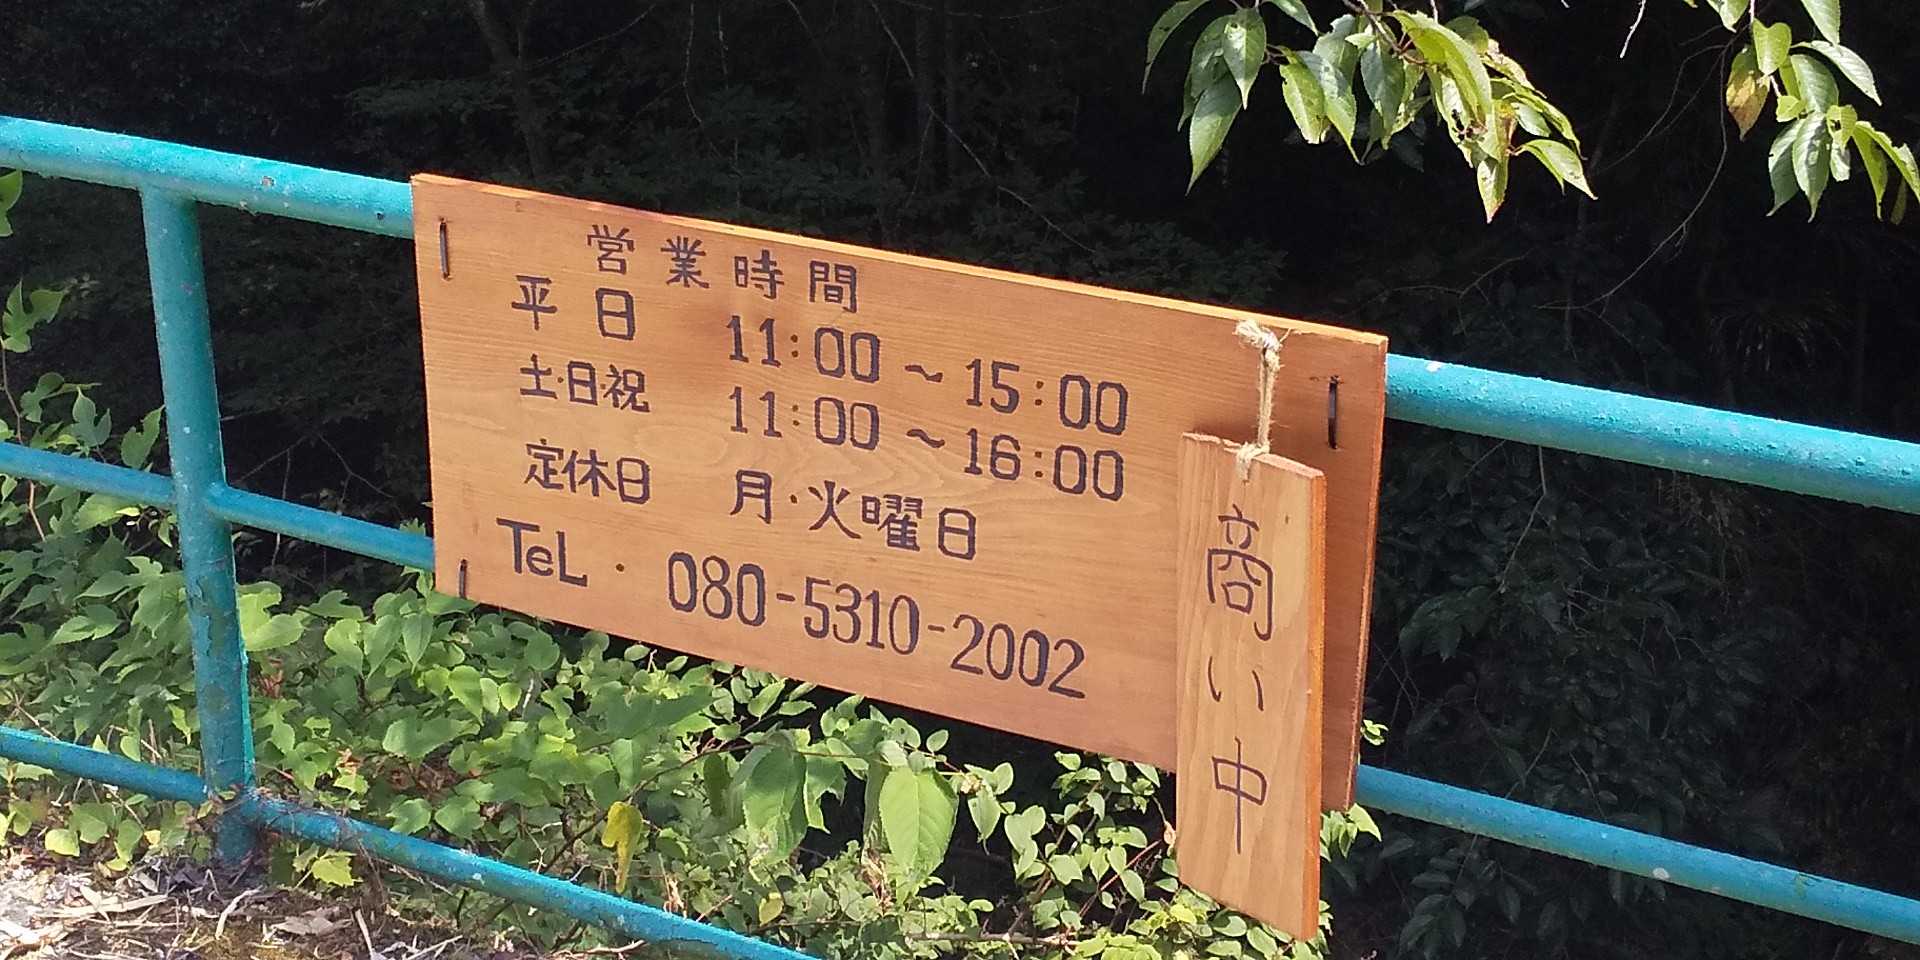 営業時間
平日 11:00～15:00
土・日・祝 11:00～16:00
定休日 月・火曜日
TeL・080-5310-2002
商い中